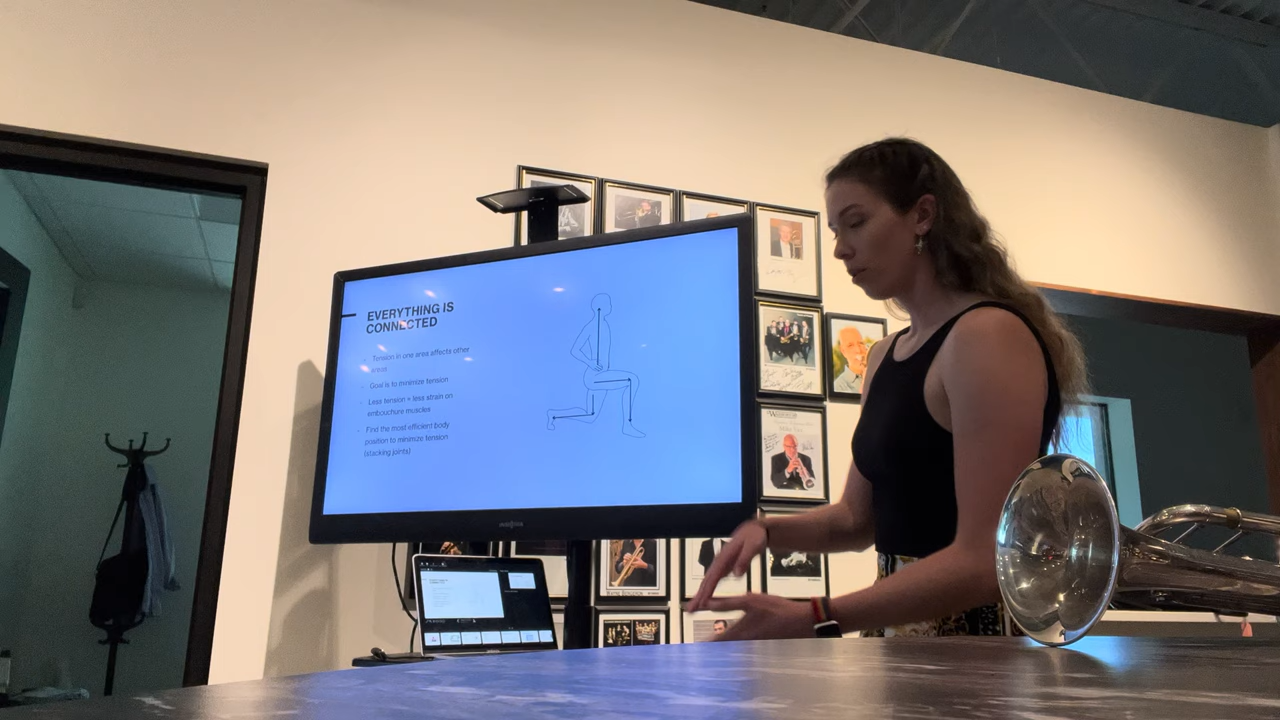 EVERYTHING IS
CONNECTED
Tension in one area affects other
areas
Goal is to minimize tension
Less tension = less strain on
embouchure muscles
Find the most efficient body
position to minimize tension
(stacking joints)